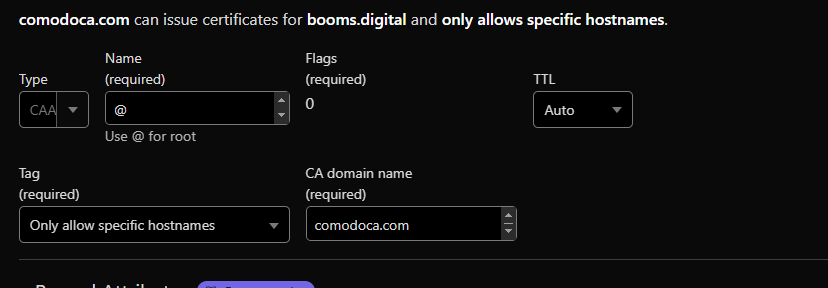 comodoca.com can issue certificates for booms.digital and only allows specific hostnames.
Name
Flags
Type
(required)
(required)
TTL
CAA
@
0
Auto
Use @ for root
Tag
CA domain name
(required)
(required)
Only allow specific hostnames
comodoca.com